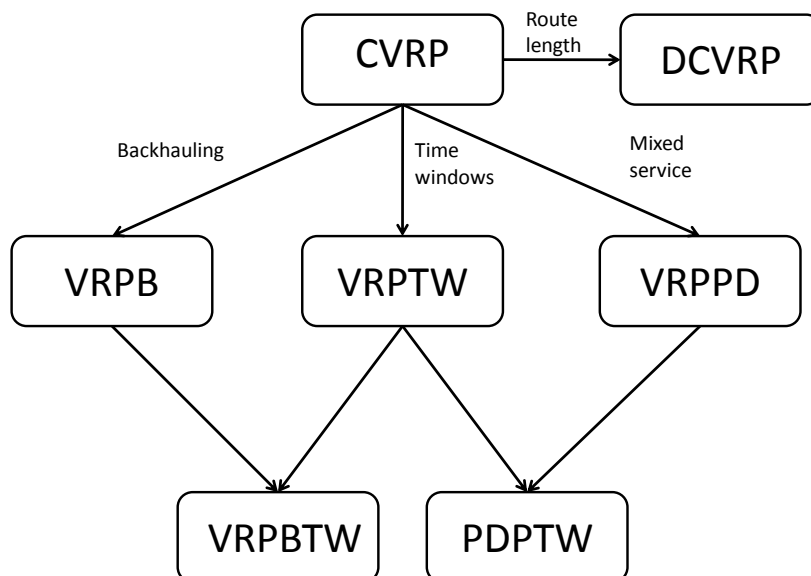 CVRP
Route
length
DCVRP
Backhauling
Time
windows
Mixed
service
VRPB
VRPTW
VRPPD
VRPBTW
PDPTW